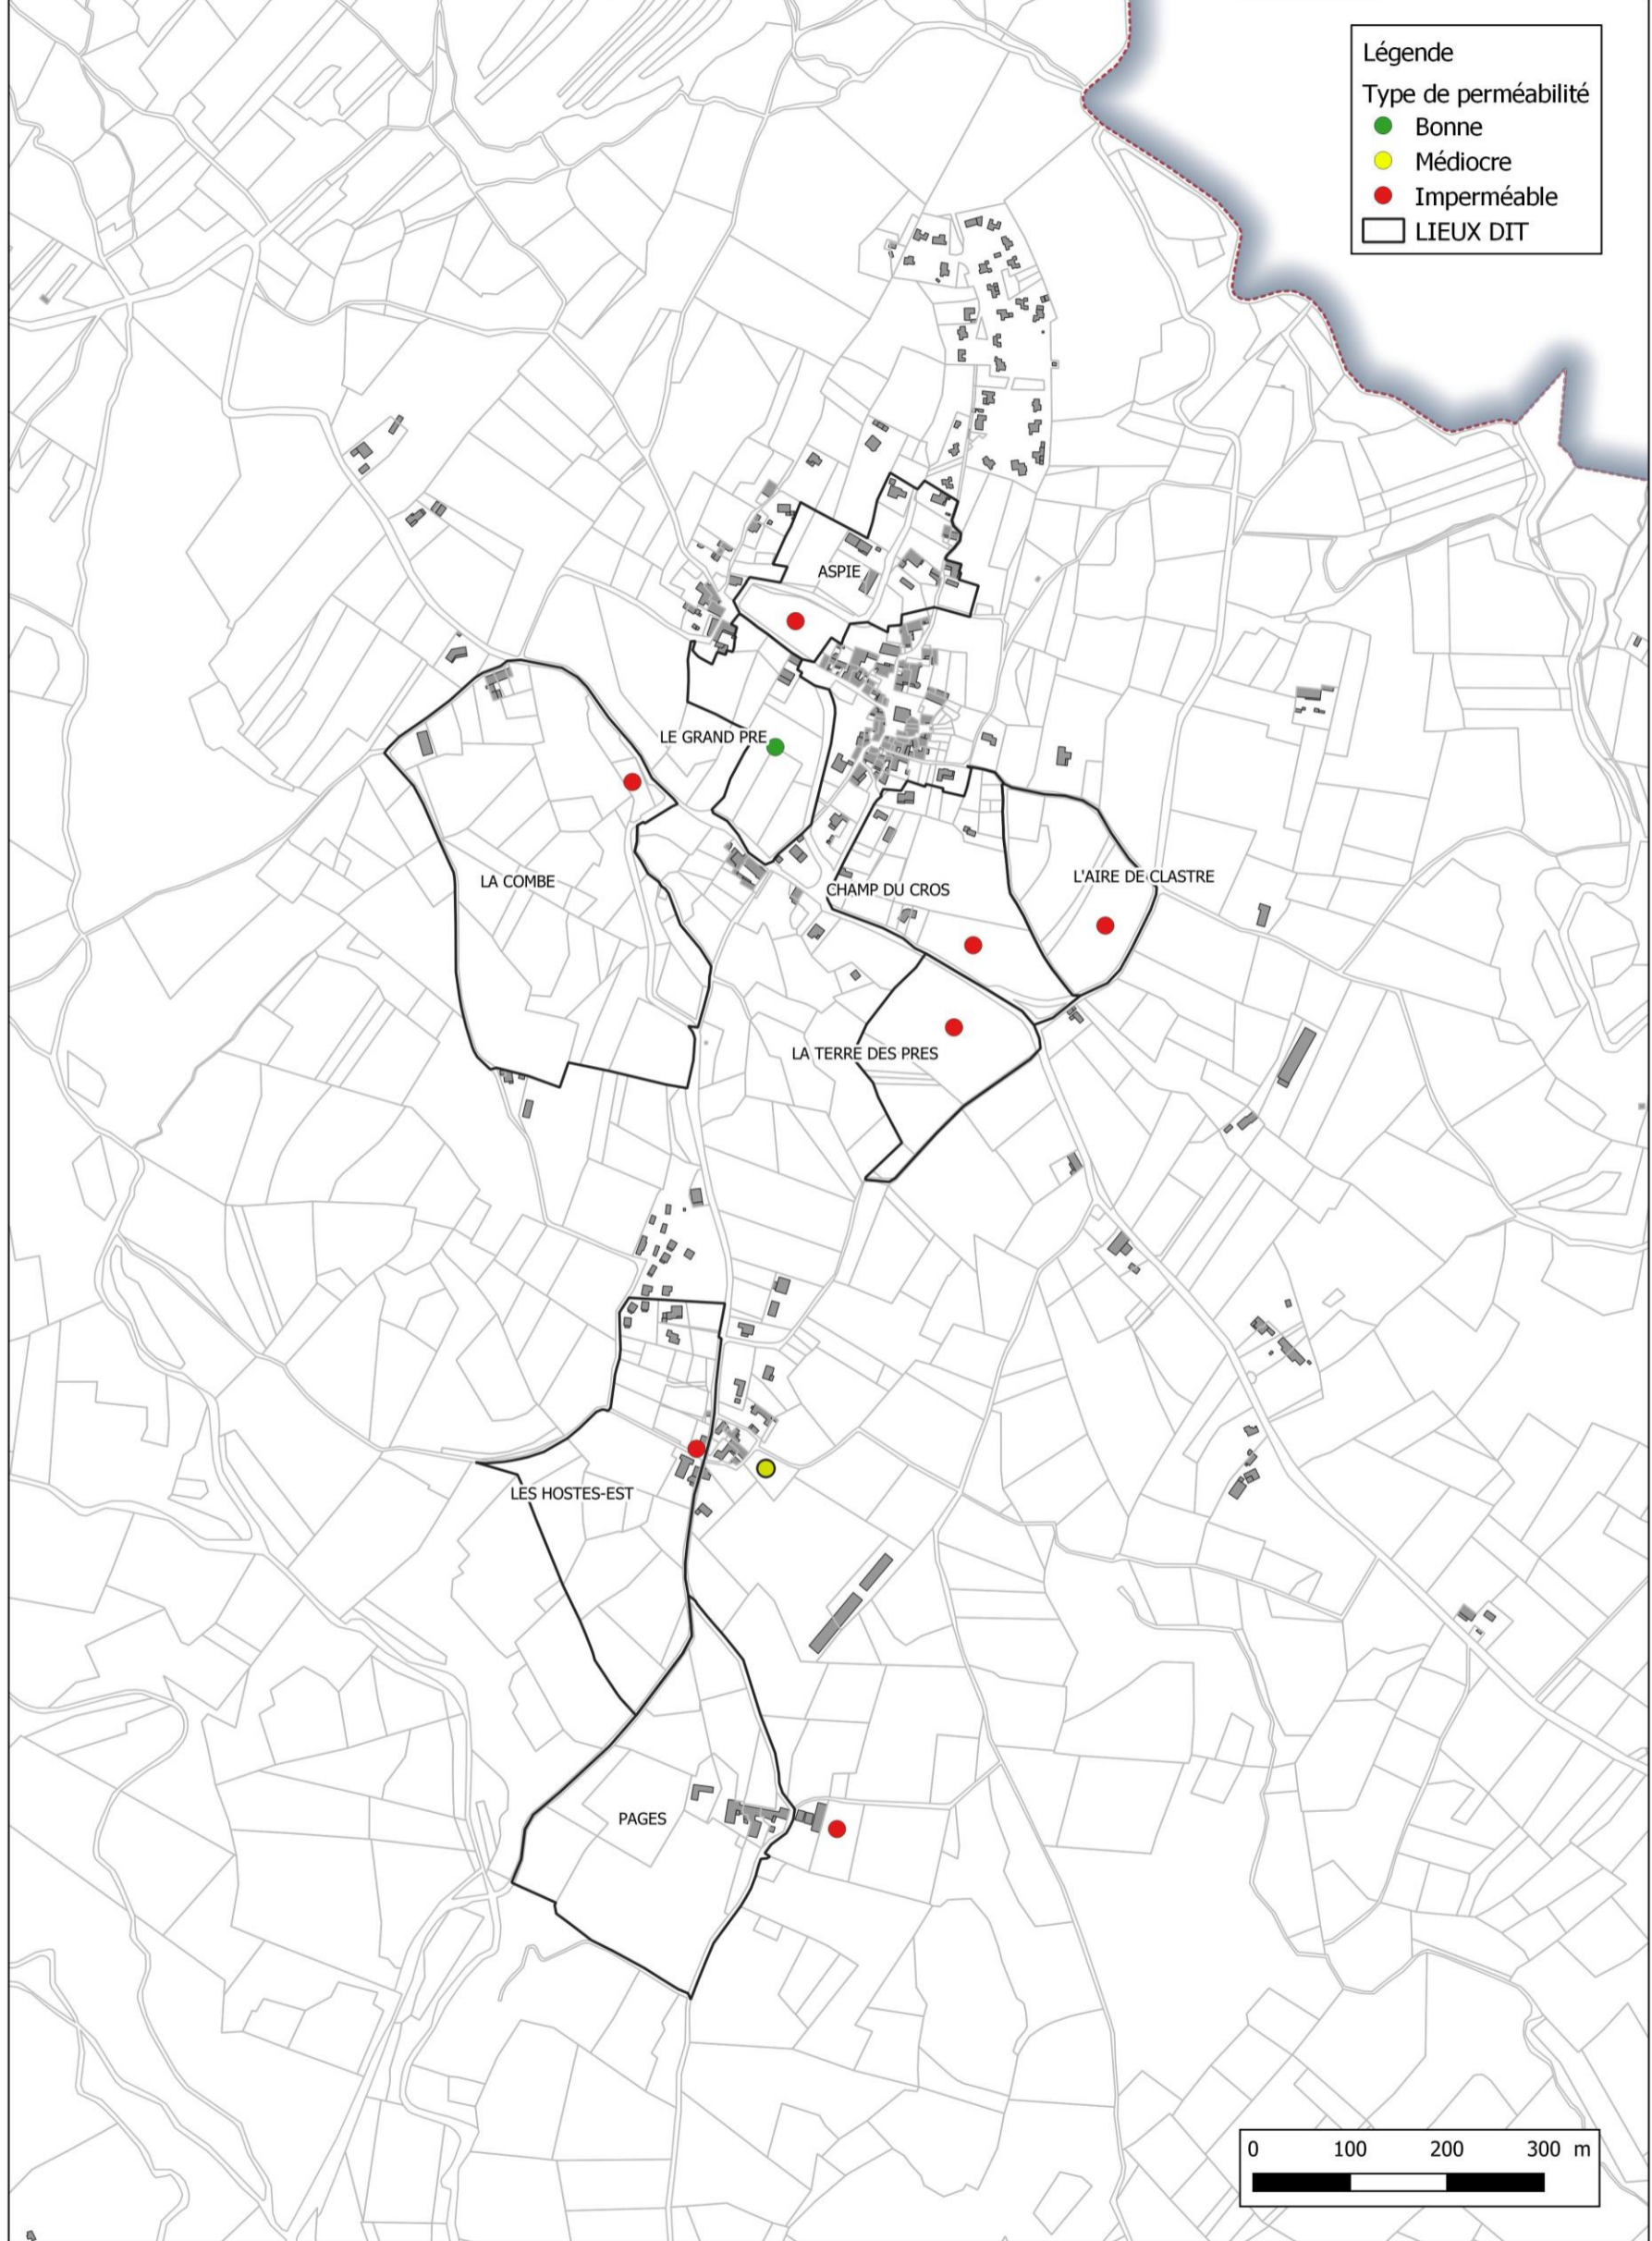 Légende
Type de perméabilité
Bonne
Médiocre
Imperméable
LIEUX DIT
ASPIE
LE GRAND PRE
LA COMBE
CHAMP DU CROS
L'AIRE DE CLASTRE
LA TERRE DES PRES
LES HOSTES-EST
PAGES
0 100 200 300 m